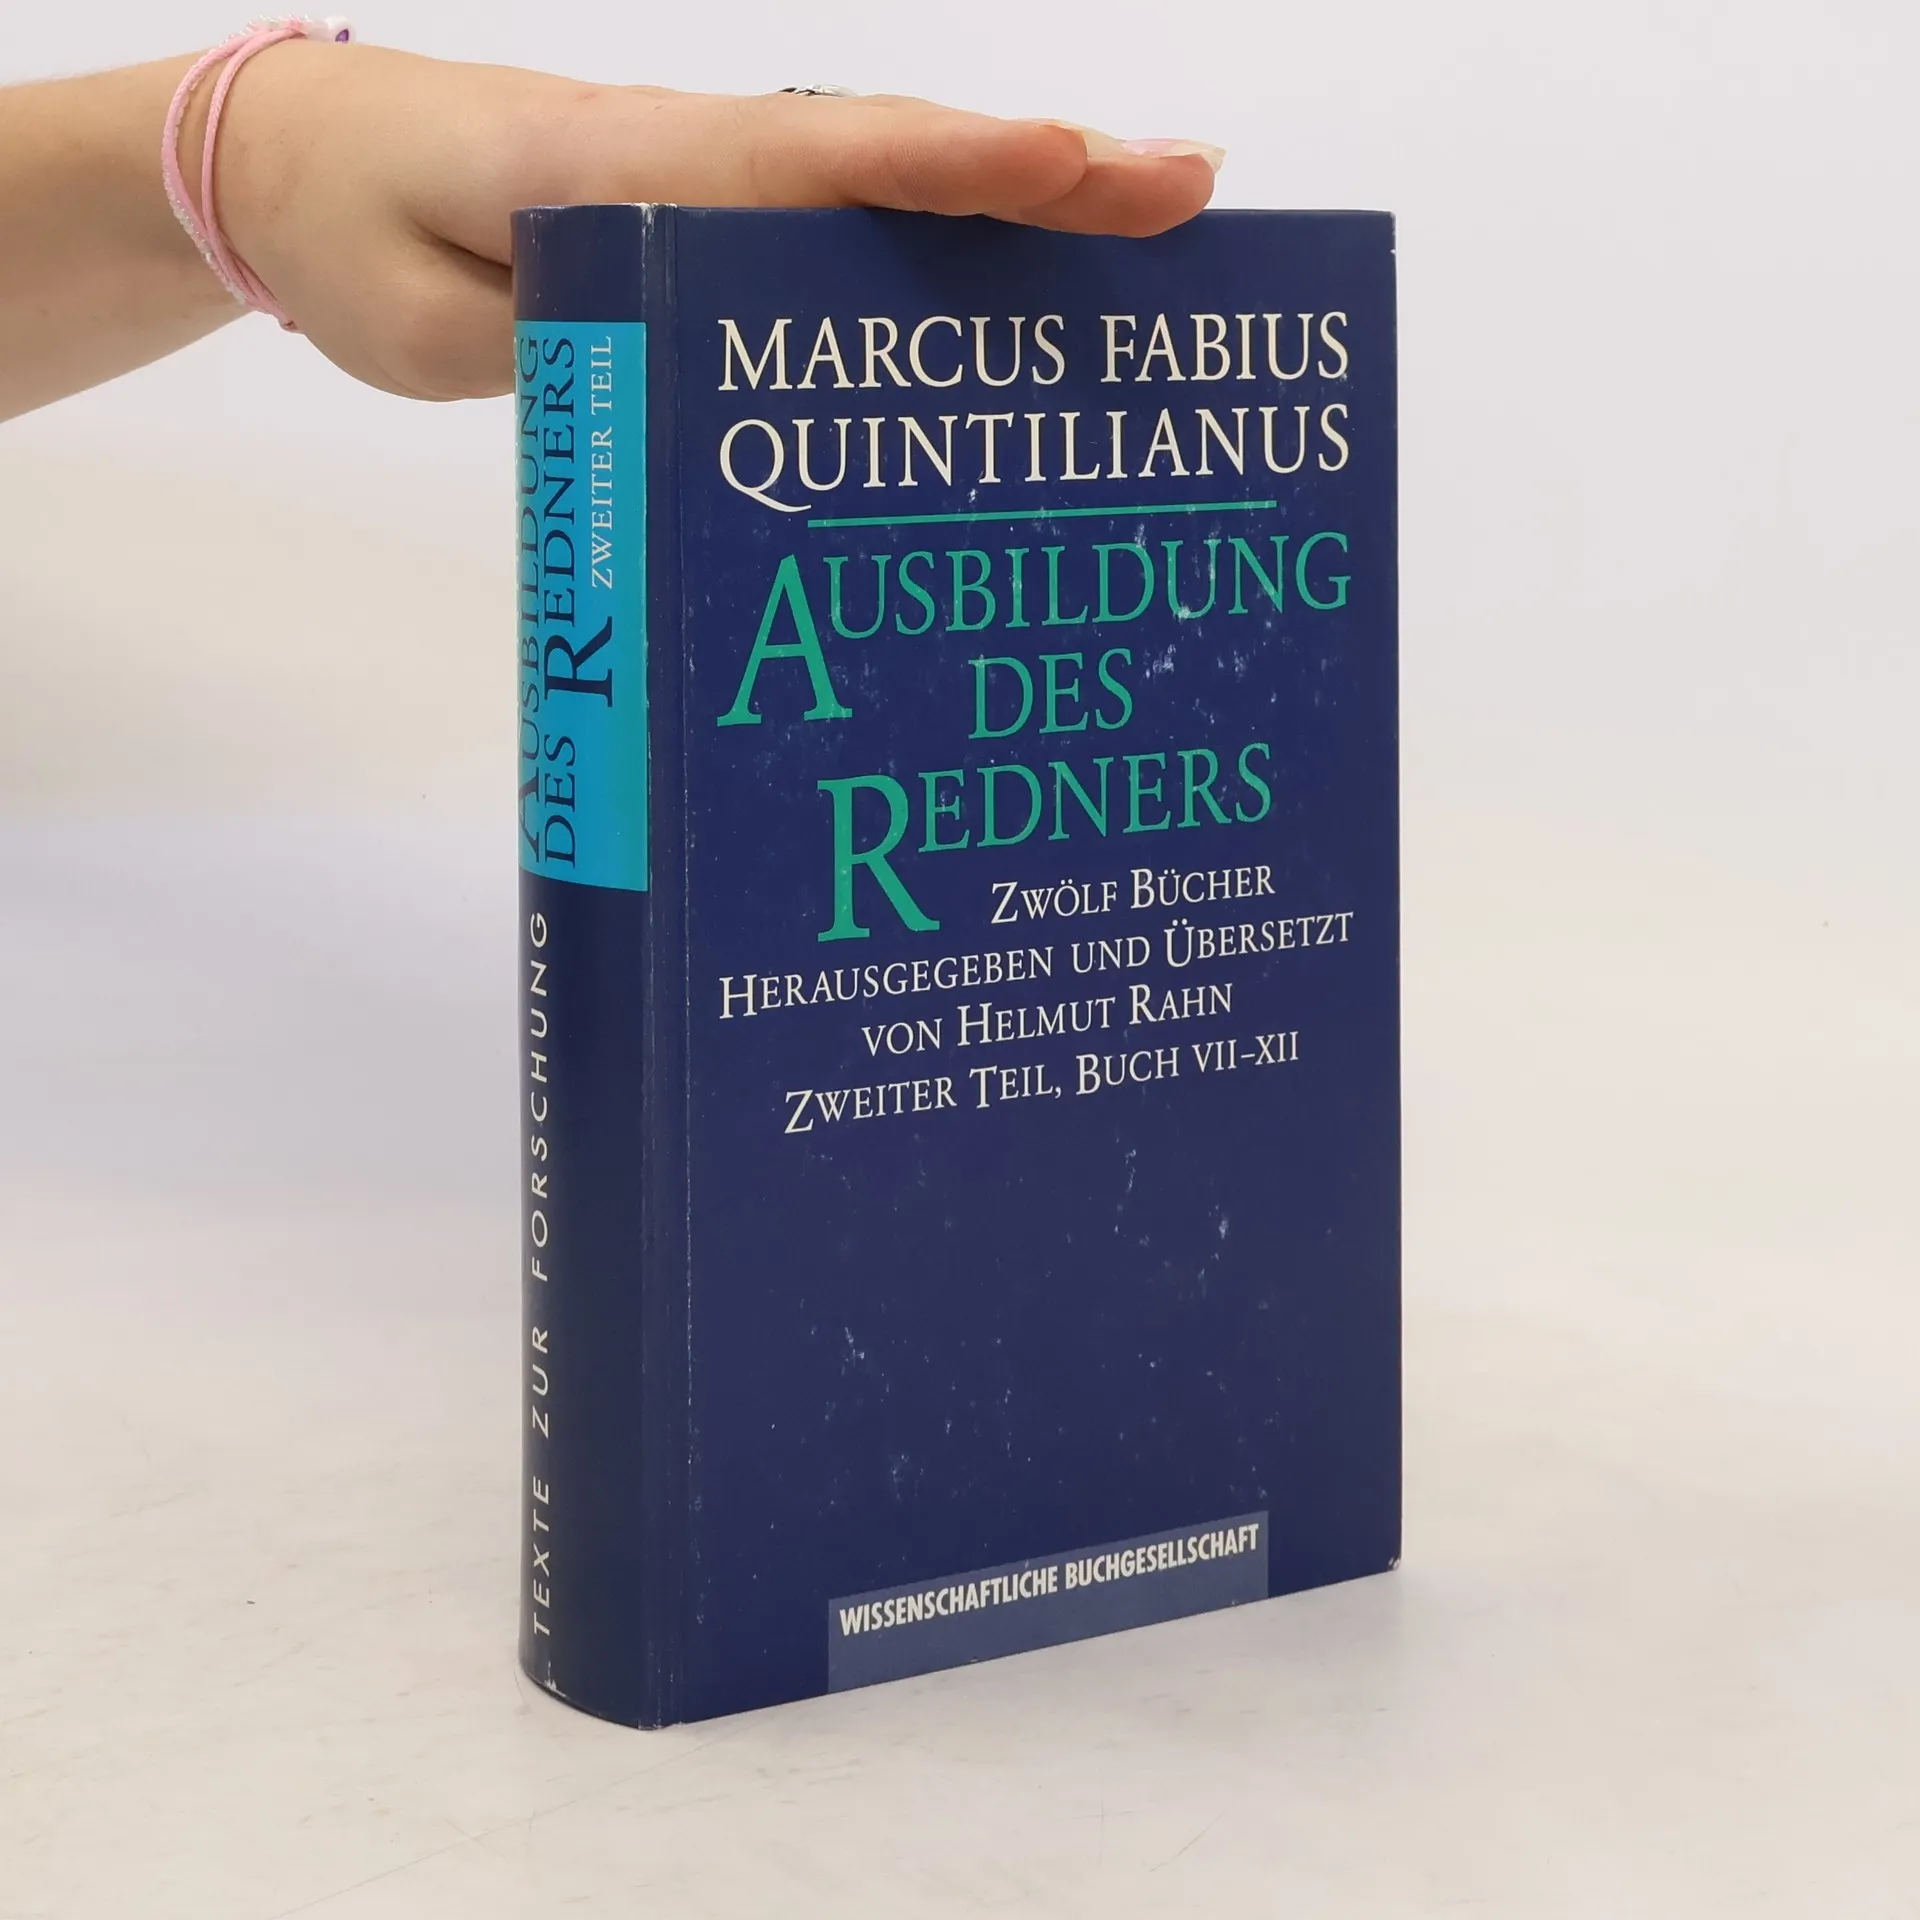 MARCUS FABIUS
QUINTILIANUS
AUSBILDUNG
DES
REDNERS
ZWÖLF BÜCHER
HERAUSGEGEBEN UND ÜBERSETZT
VON HELMUT RAHN
ZWEITER TEIL, BUCH VII–XII
WISSENSCHAFTLICHE BUCHGESELLSCHAFT
AUSBILDUNG
DES REDNERS
ZWEITER TEIL
TEXTE ZUR FORSCHUNG